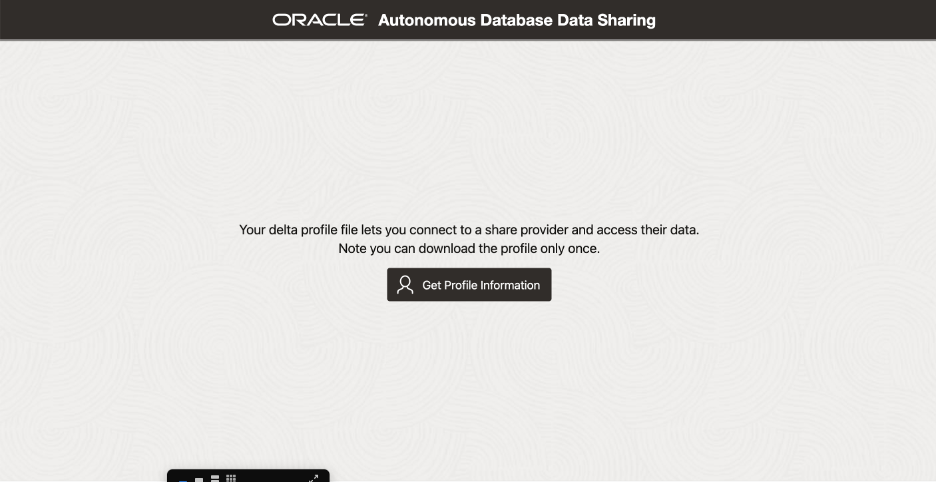 ORACLE Autonomous Database Data Sharing
Your delta profile file lets you connect to a share provider and access their data.
Note you can download the profile only once.
Get Profile Information